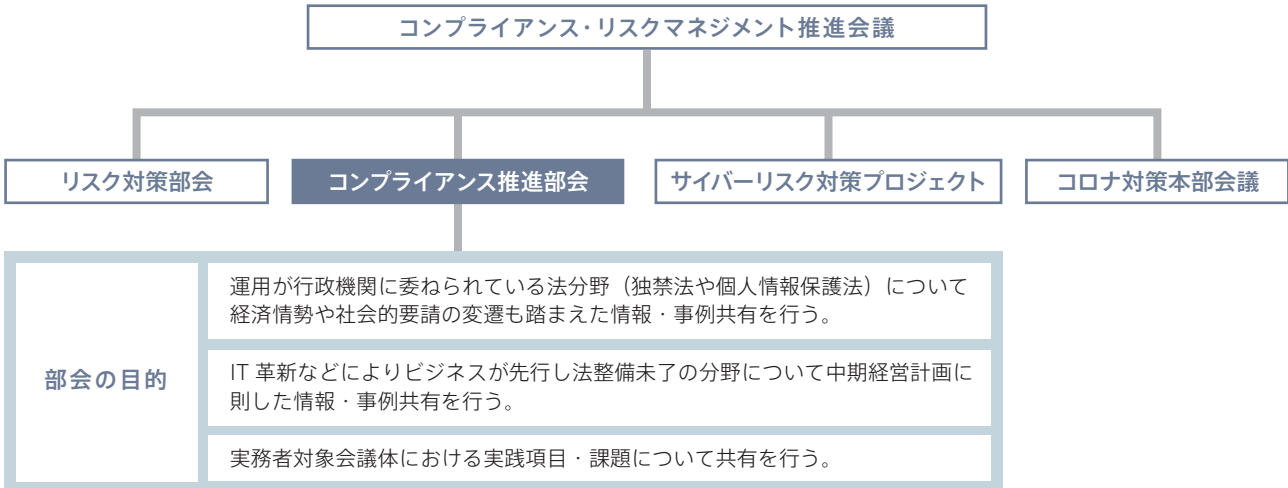 コンプライアンス・リスクマネジメント推進会議
リスク対策部会
コンプライアンス推進部会
サイバーリスク対策プロジェクト
コロナ対策本部会議
部会の目的
運用が行政機関に委ねられている法分野（独禁法や個人情報保護法）について
経済情勢や社会的要請の変遷も踏まえた情報・事例共有を行う。
IT 革新などによりビジネスが先行し法整備未了の分野について中期経営計画に
則した情報・事例共有を行う。
実務者対象会議体における実践項目・課題について共有を行う。